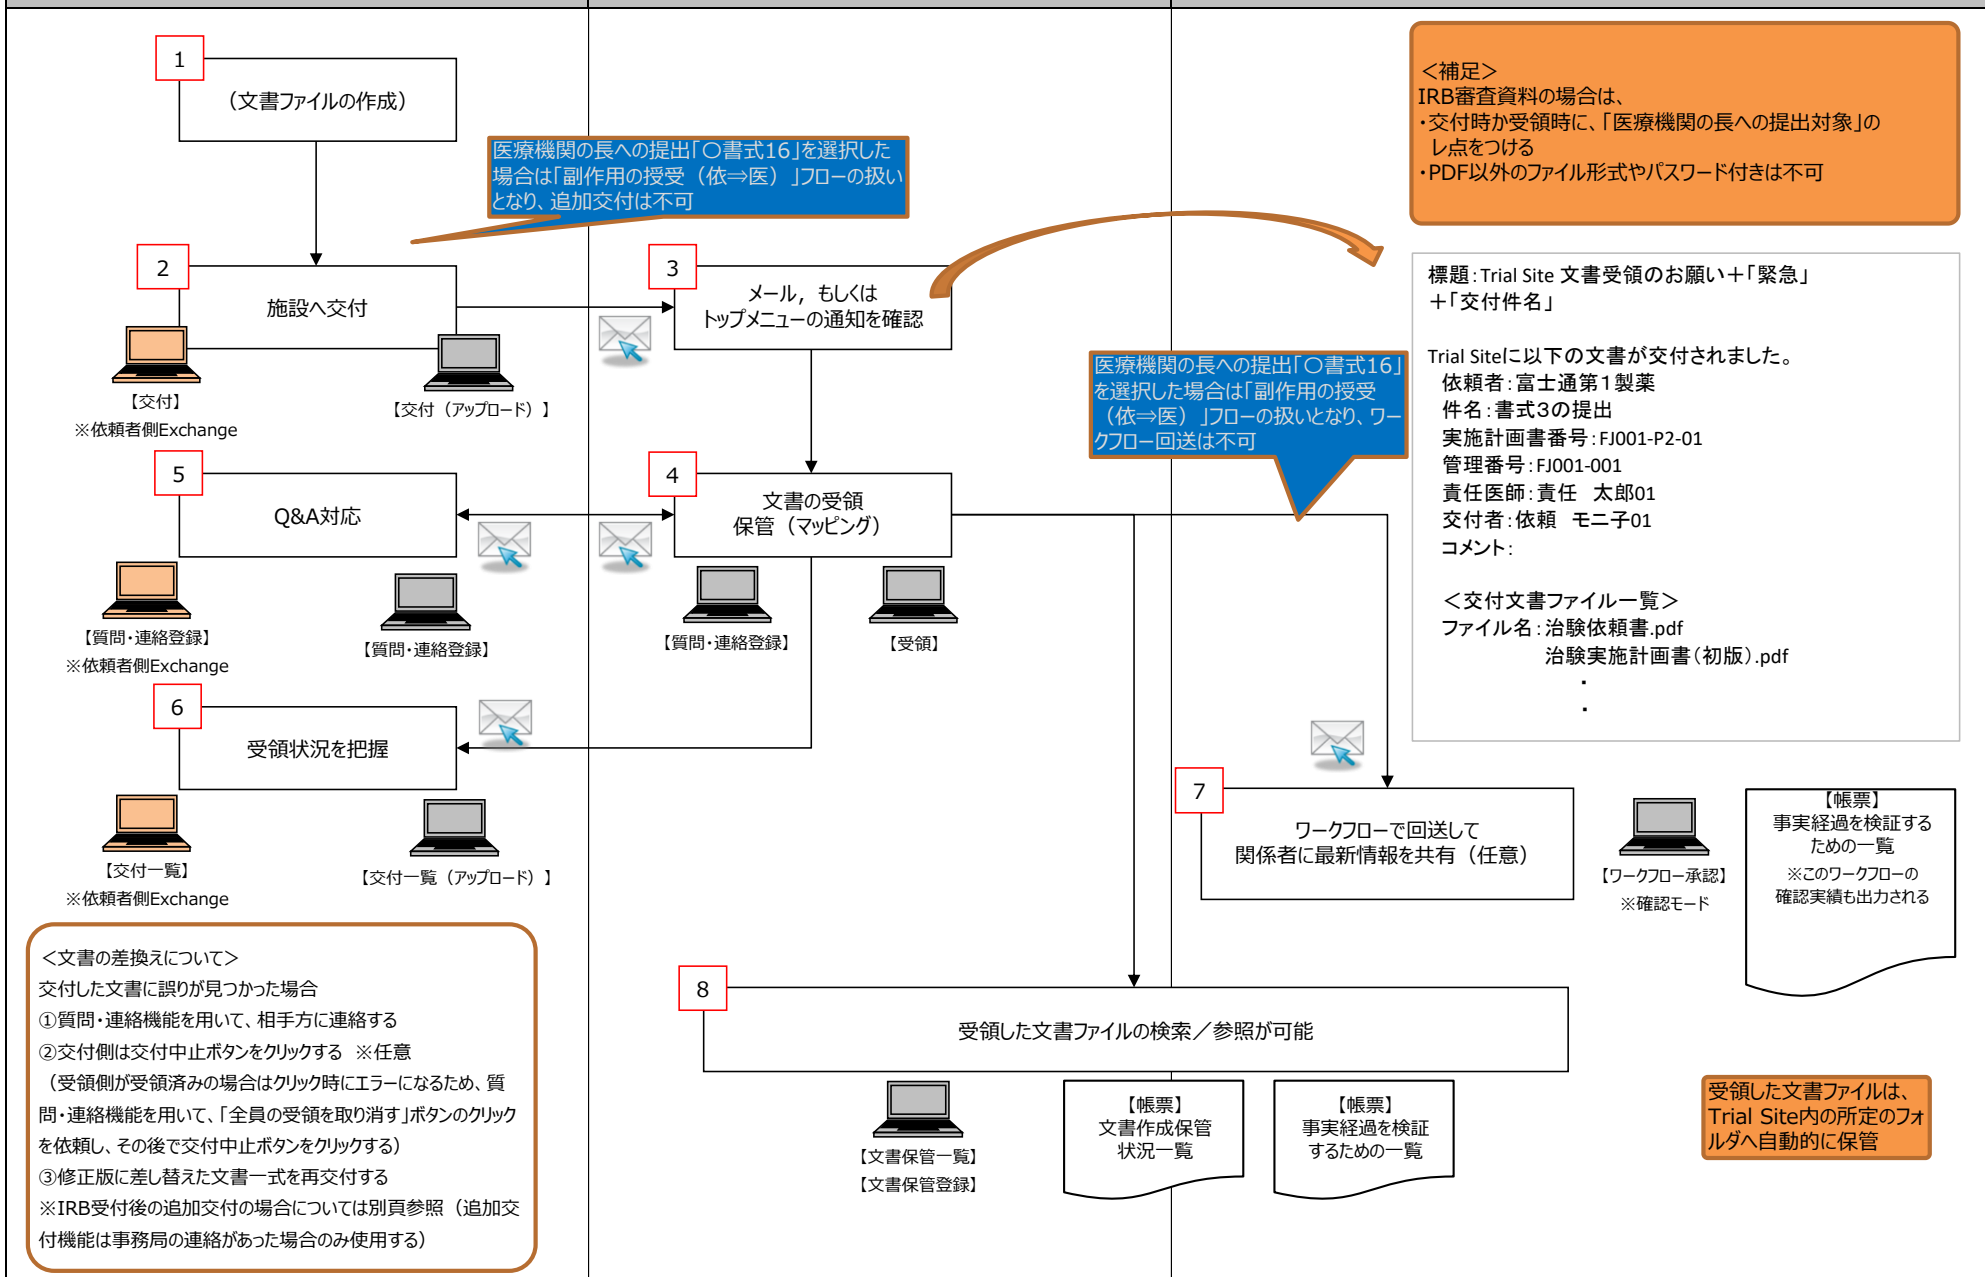 1
（文書ファイルの作成）
医療機関の長への提出「〇書式16」を選択した
場合は「副作用の授受（依⇒医）」フローの扱い
となり、追加交付は不可
＜補足＞
IRB審査資料の場合は、
・交付時か受領時に、「医療機関の長への提出対象」の
レ点をつける
・PDF以外のファイル形式やパスワード付きは不可
2
施設へ交付
【交付】
※依頼者側Exchange
【交付（アップロード）】
3
メール，もしくは
トップメニューの通知を確認
標題：Trial Site 文書受領のお願い＋「緊急」
＋「交付件名」
Trial Siteに以下の文書が交付されました。
依頼者：富士通第１製薬
件名：書式３の提出
実施計画書番号：FJ001-P2-01
管理番号：FJ001-001
責任医師：責任　太郎01
交付者：依頼　モニ子01
コメント：
＜交付文書ファイル一覧＞
ファイル名：治験依頼書.pdf
治験実施計画書（初版）.pdf
・
・
医療機関の長への提出「〇書式16」
を選択した場合は「副作用の授受
（依⇒医）」フローの扱いとなり、ワー
クフロー回送は不可
5
Q&A対応
【質問・連絡登録】
※依頼者側Exchange
【質問・連絡登録】
4
文書の受領
保管（マッピング）
【質問・連絡登録】
【受領】
6
受領状況を把握
【交付一覧】
※依頼者側Exchange
【交付一覧（アップロード）】
7
ワークフローで回送して
関係者に最新情報を共有（任意）
【ワークフロー承認】
※確認モード
【帳票】
事実経過を検証する
ための一覧
※このワークフローの
確認実績も出力される
＜文書の差換えについて＞
交付した文書に誤りが見つかった場合
①質問・連絡機能を用いて、相手方に連絡する
②交付側は交付中止ボタンをクリックする　※任意
（受領側が受領済みの場合はクリック時にエラーになるため、質
問・連絡機能を用いて、「全員の受領を取り消す」ボタンのクリック
を依頼し、その後で交付中止ボタンをクリックする）
③修正版に差し替えた文書一式を再交付する
※IRB受付後の追加交付の場合については別頁参照（追加交
付機能は事務局の連絡があった場合のみ使用する）
8
受領した文書ファイルの検索／参照が可能
【文書保管一覧】
【文書保管登録】
【帳票】
文書作成保管
状況一覧
【帳票】
事実経過を検証
するための一覧
受領した文書ファイルは、
Trial Site内の所定のフォ
ルダへ自動的に保管